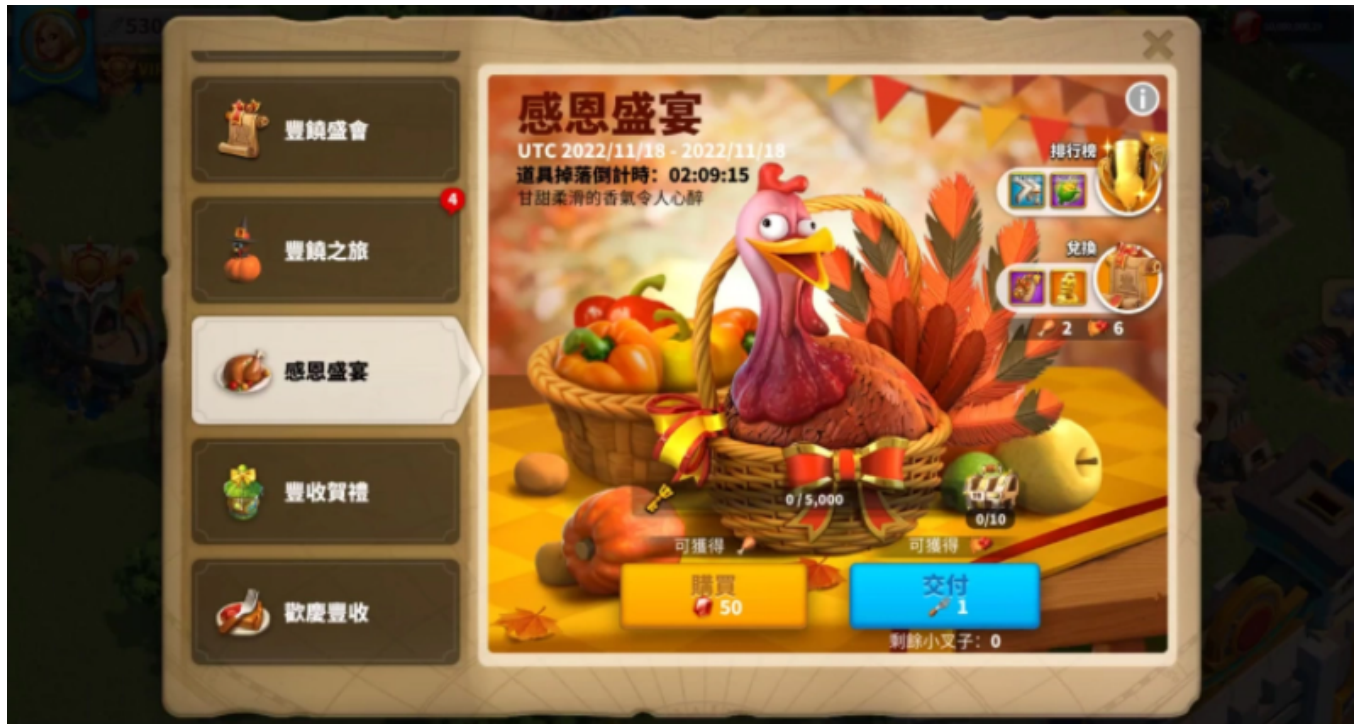 530
豐饒盛會
4
豐饒之旅
感恩盛宴
豐收賀禮
歡慶豐收
感恩盛宴
UTC 2022/11/18 - 2022/11/18
道具掉落倒計時：02:09:15
甘甜柔滑的香氣令人心醉
i
排行榜
兌換
2 6
0/5,000
0/10
可獲得
可獲得
購買
50
交付
1
剩餘小叉子：0